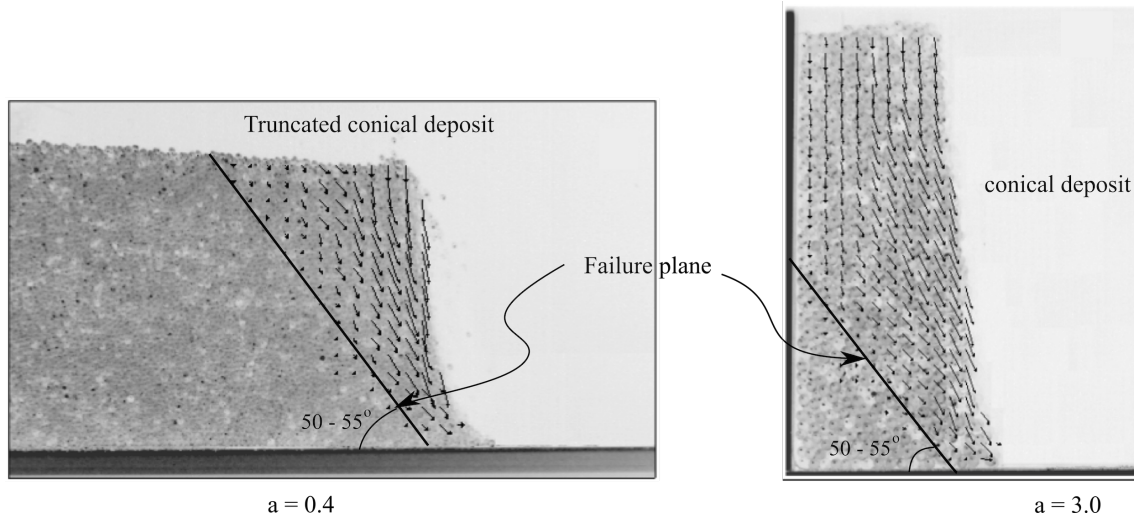 Truncated conical deposit
conical deposit
Failure plane
50 - 55°
50 - 55°
a = 0.4
a = 3.0